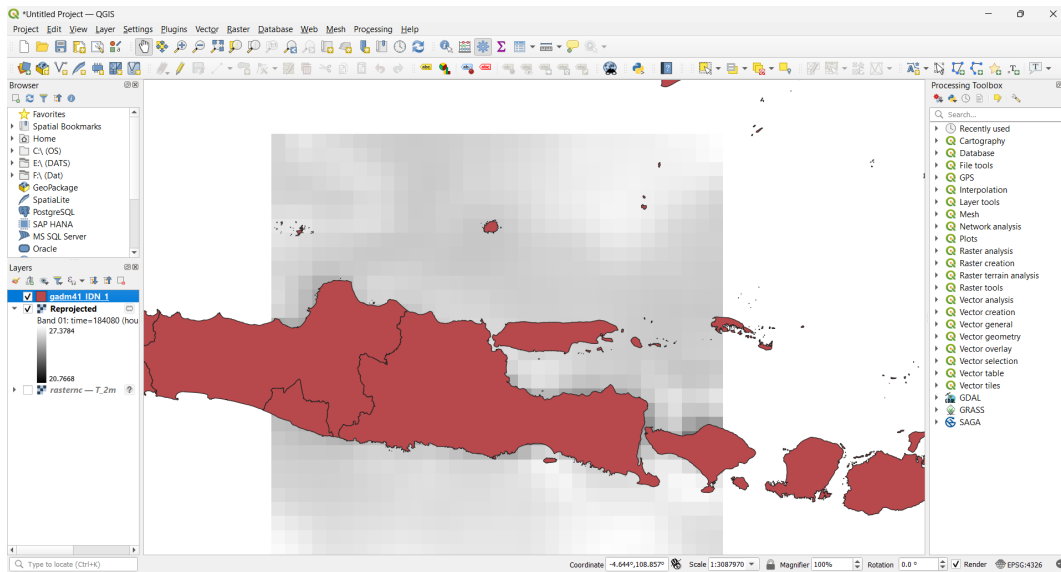 *Untitled Project — QGIS
Project Edit View Layer Settings Plugins Vector Raster Database Web Mesh Processing Help
Browser
Favorites
Spatial Bookmarks
Home
C:\ (OS)
E:\ (DATS)
F:\ (Dat)
GeoPackage
SpatiaLite
PostgreSQL
SAP HANA
MS SQL Server
Oracle
Layers
gadm41_IDN_1
Reprojected
Band 01: time=184080 (hou
27.3784
20.7668
rasternc — T_2m ?
Processing Toolbox
Search...
Recently used
Cartography
Database
File tools
GPS
Interpolation
Layer tools
Mesh
Network analysis
Plots
Raster analysis
Raster creation
Raster terrain analysis
Raster tools
Vector analysis
Vector creation
Vector general
Vector geometry
Vector overlay
Vector selection
Vector table
Vector tiles
GDAL
GRASS
SAGA
Type to locate (Ctrl+K)
Coordinate -4.644°,108.857° Scale 1:3087970 Magnifier 100% Rotation 0.0 ° Render EPSG:4326